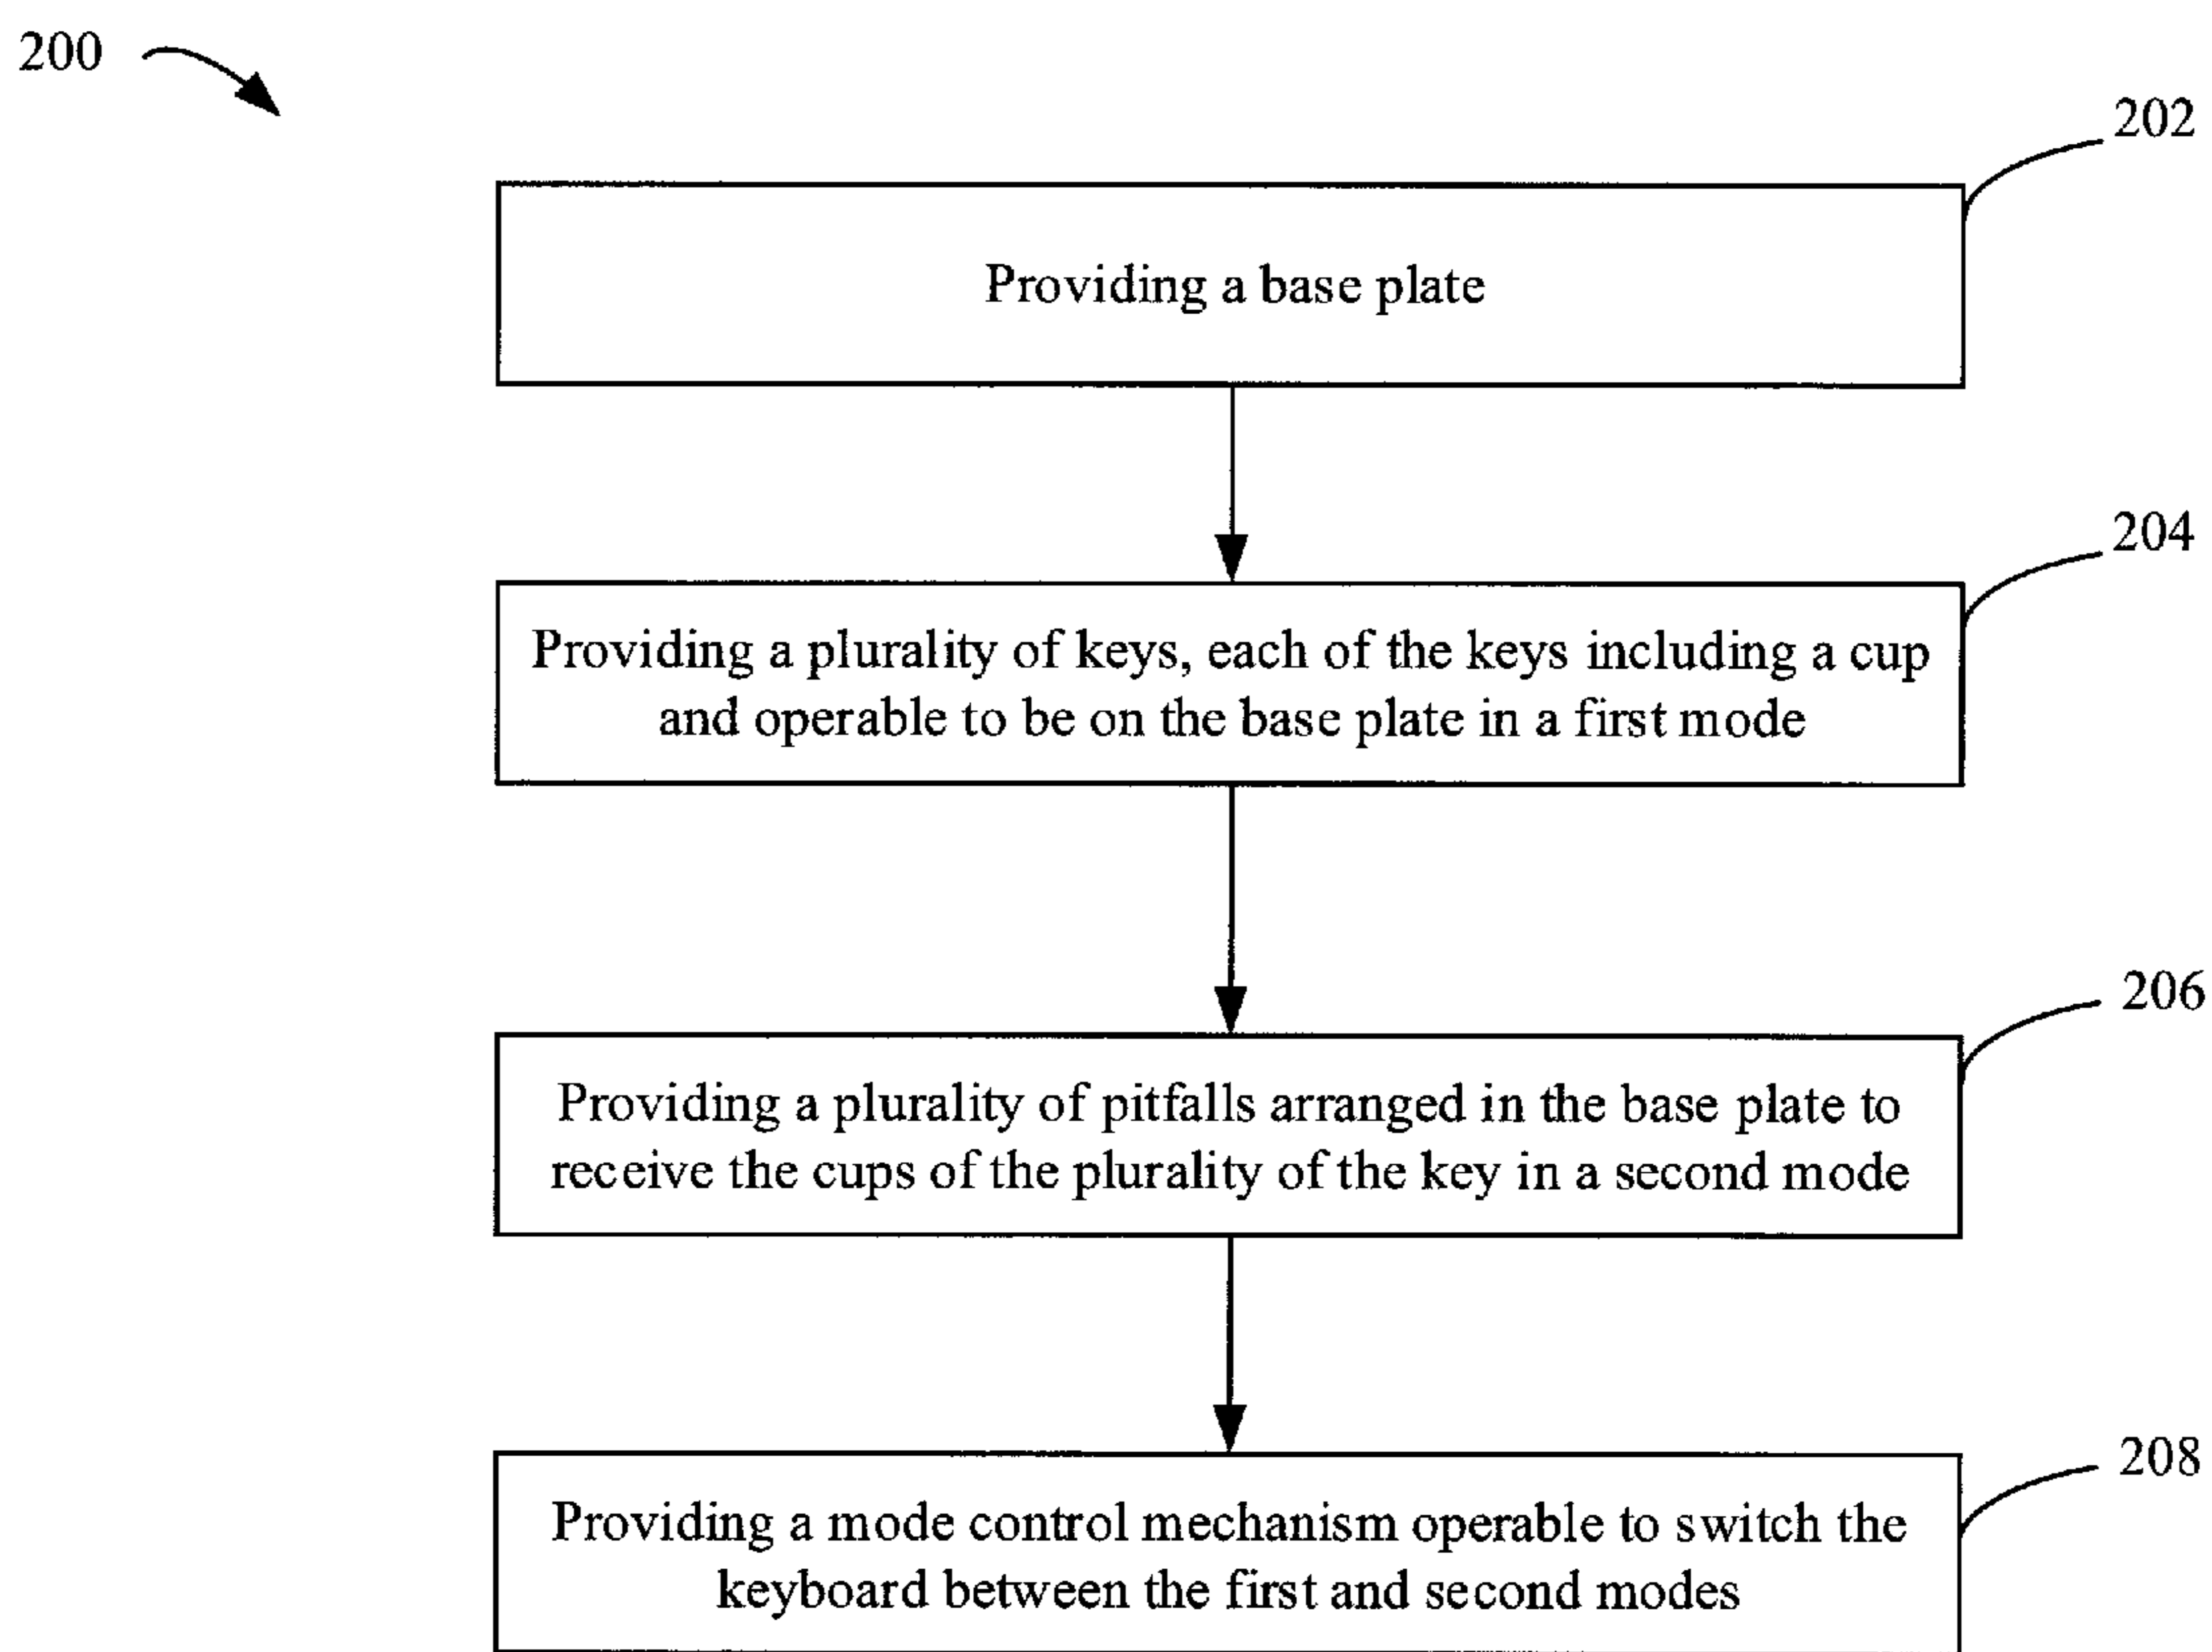 200
202
Providing a base plate
204
Providing a plurality of keys, each of the keys including a cup
and operable to be on the base plate in a first mode
206
Providing a plurality of pitfalls arranged in the base plate to
receive the cups of the plurality of the key in a second mode
208
Providing a mode control mechanism operable to switch the
keyboard between the first and second modes